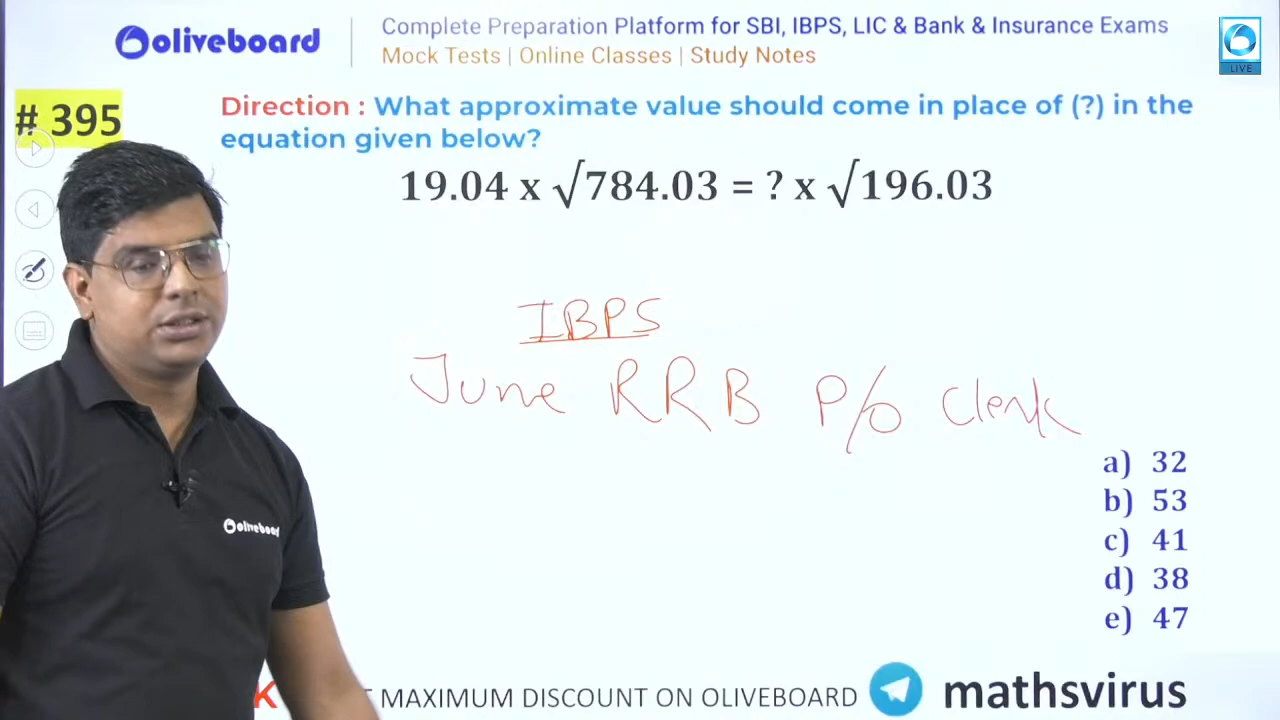 oliveboard
Complete Preparation Platform for SBI, IBPS, LIC & Bank & Insurance Exams
Mock Tests | Online Classes | Study Notes
LIVE
# 395
Direction : What approximate value should come in place of (?) in the
equation given below?
19.04 x √784.03 = ? x √196.03
IBPS
June RRB P/O Clerk
a) 32
b) 53
c) 41
d) 38
e) 47
oliveboard
MAXIMUM DISCOUNT ON OLIVEBOARD
mathsvirus